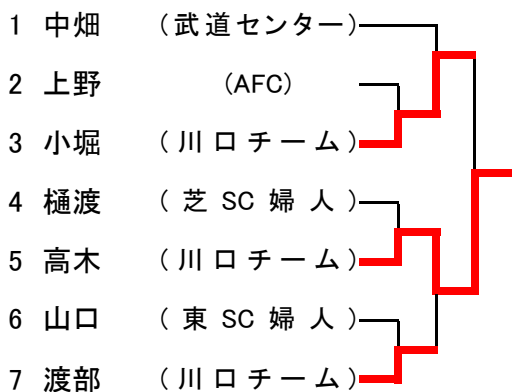 1 中畑 (武道センター)
2 上野 (AFC)
3 小堀 (川口チーム)
4 樋渡 (芝SC婦人)
5 高木 (川口チーム)
6 山口 (東SC婦人)
7 渡部 (川口チーム)